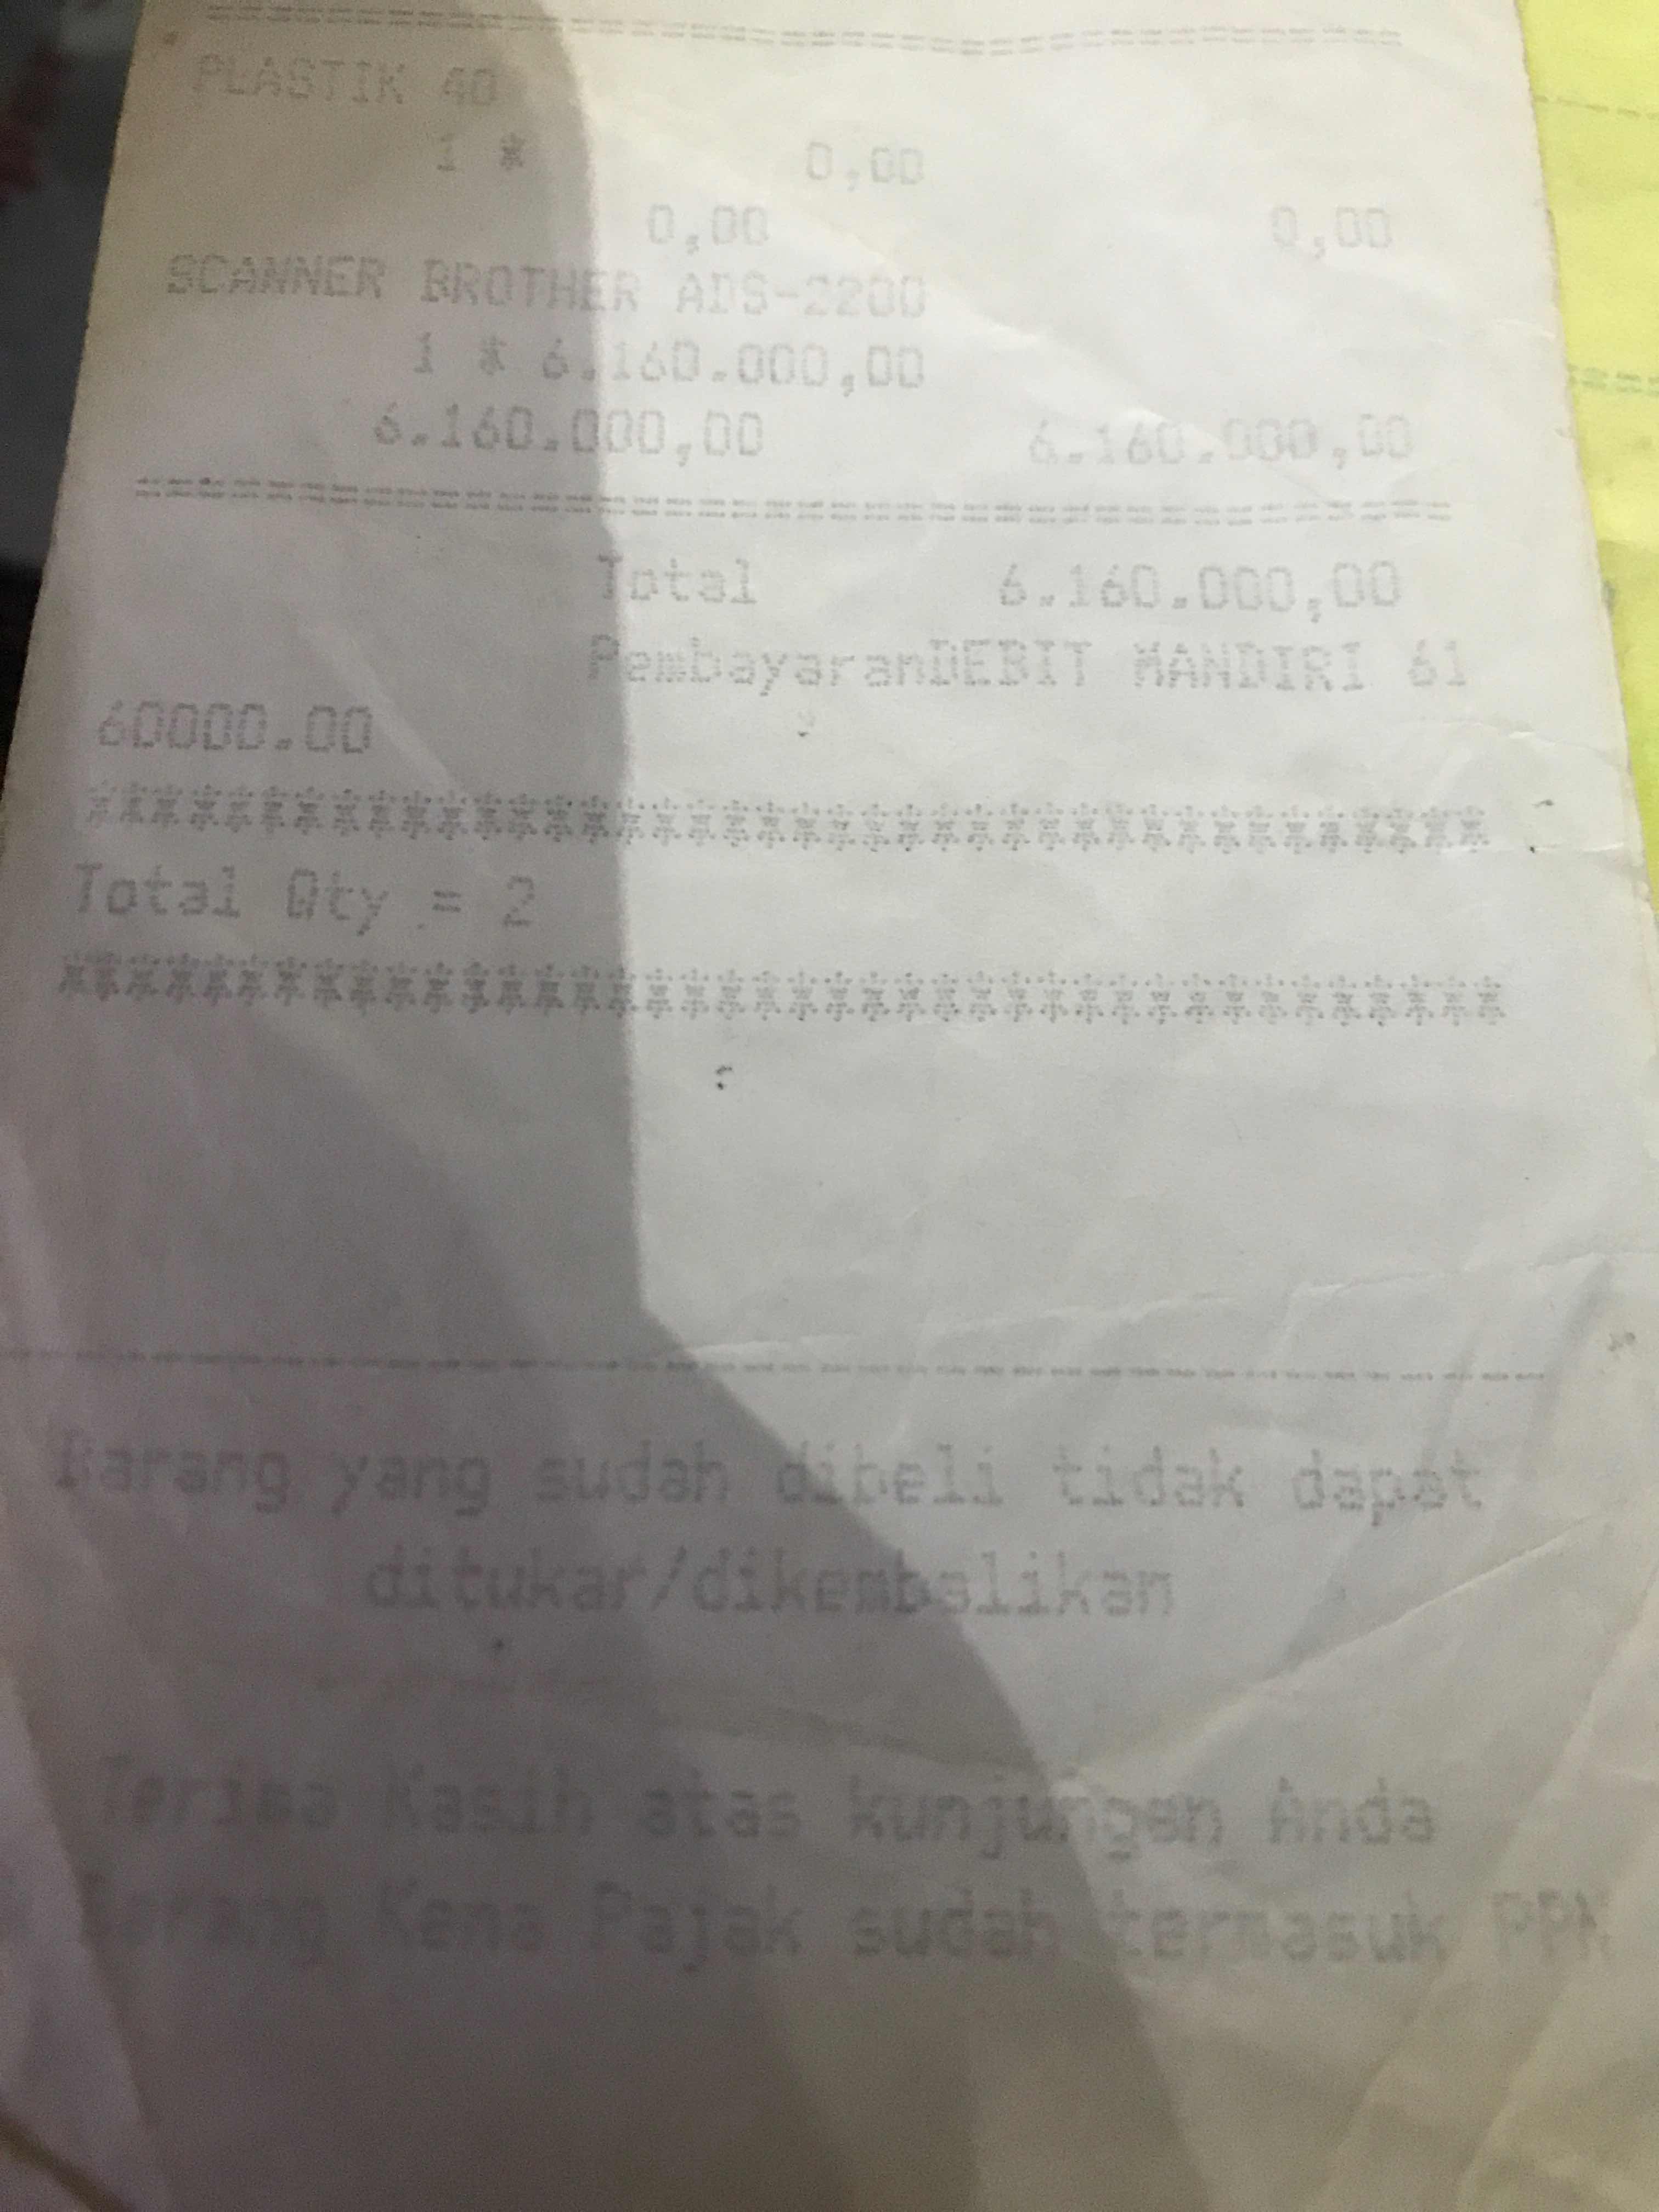 ================================
PLASTIK 40
1 * 0,00
0,00 0,00
SCANNER BROTHER ADS-2200
1 * 6.160.000,00
6.160.000,00 6.160.000,00
======================================
Total 6.160.000,00
PembayaranDEBIT MANDIRI 61
60000.00
****************************************
Total Qty = 2
****************************************
----------------------------------------
Barang yang sudah dibeli tidak dapat
ditukar/dikembalikan
Terima Kasih atas kunjungan Anda
Barang Kena Pajak sudah termasuk PPN